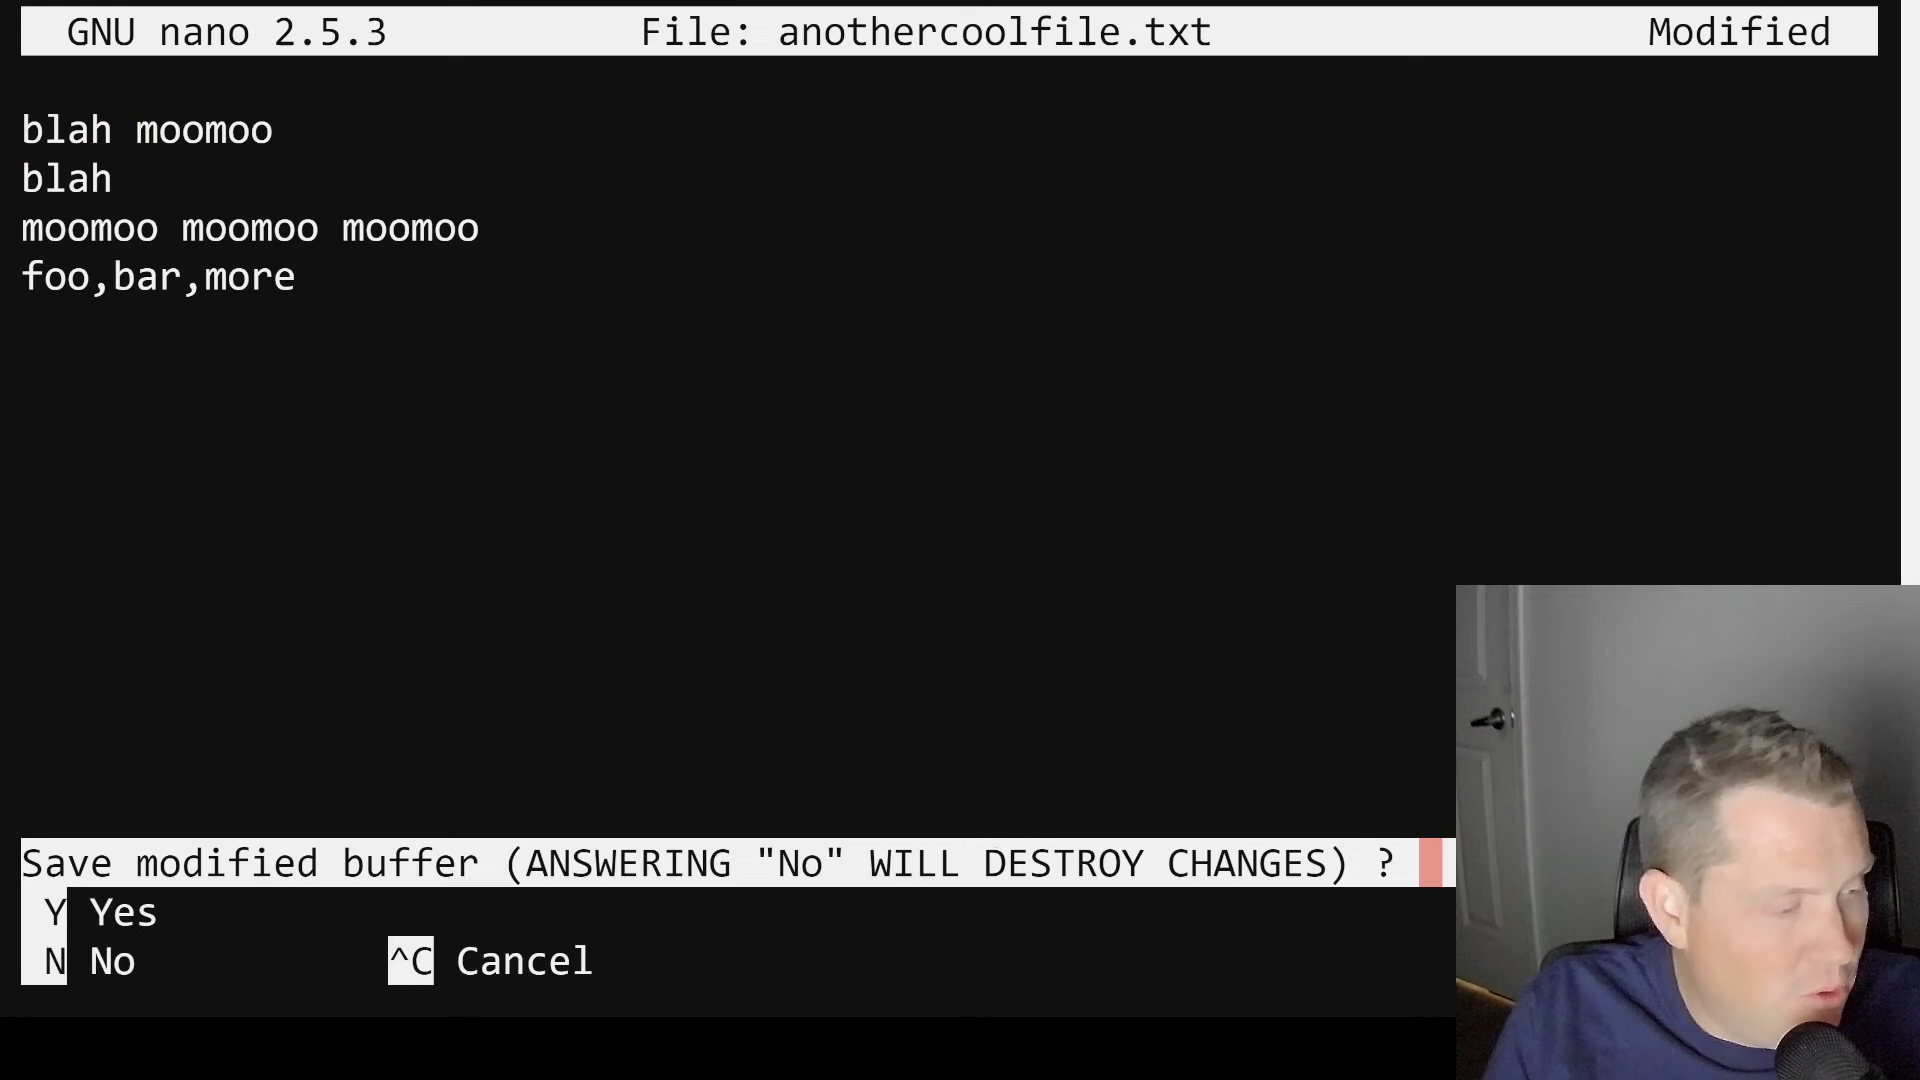 GNU nano 2.5.3 File: anothercoolfile.txt Modified
blah moomoo
blah
moomoo moomoo moomoo
foo,bar,more
Save modified buffer (ANSWERING "No" WILL DESTROY CHANGES) ?
Y Yes
N No ^C Cancel